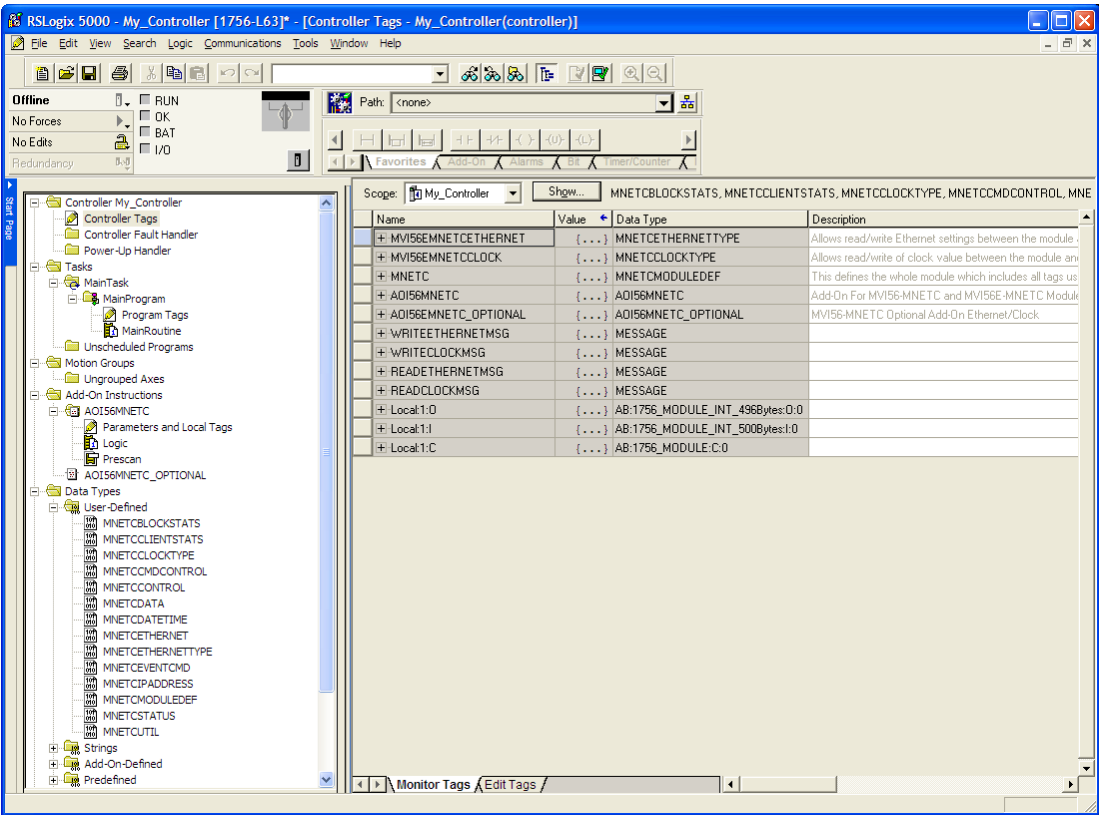 RSLogix 5000 - My_Controller [1756-L63]* - [Controller Tags - My_Controller(controller)]
File Edit View Search Logic Communications Tools Window Help
Offline RUN
No Forces OK
No Edits BAT
I/O
Redundancy
Path: <none>
Favorites Add-On Alarms Bit Timer/Counter
Start Page
Controller My_Controller
Controller Tags
Controller Fault Handler
Power-Up Handler
Tasks
MainTask
MainProgram
Program Tags
MainRoutine
Unscheduled Programs
Motion Groups
Ungrouped Axes
Add-On Instructions
AOI56MNETC
Parameters and Local Tags
Logic
Prescan
AOI56MNETC_OPTIONAL
Data Types
User-Defined
MNETCBLOCKSTATS
MNETCCLIENTSTATS
MNETCCLOCKTYPE
MNETCCMDCONTROL
MNETCCONTROL
MNETCDATA
MNETCDATETIME
MNETCETHERNET
MNETCETHERNETTYPE
MNETCEVENTCMD
MNETCIPADDRESS
MNETCMODULEDEF
MNETCSTATUS
MNETCUTIL
Strings
Add-On-Defined
Predefined
Scope: My_Controller Show... MNETCBLOCKSTATS, MNETCCLIENTSTATS, MNETCCLOCKTYPE, MNETCCMDCONTROL, MNE
Name Value Data Type Description
MVI56EMNETCETHERNET {...} MNETCETHERNETTYPE Allows read/write Ethernet settings between the module
MVI56EMNETCCLOCK {...} MNETCCLOCKTYPE Allows read/write of clock value between the module an
MNETC {...} MNETCMODULEDEF This defines the whole module which includes all tags us
AOI56MNETC {...} AOI56MNETC Add-On For MVI56-MNETC and MVI56E-MNETC Module
AOI56EMNETC_OPTIONAL {...} AOI56MNETC_OPTIONAL MVI56-MNETC Optional Add-On Ethernet/Clock
WRITEETHERNETMSG {...} MESSAGE
WRITECLOCKMSG {...} MESSAGE
READETHERNETMSG {...} MESSAGE
READCLOCKMSG {...} MESSAGE
Local:1:O {...} AB:1756_MODULE_INT_496Bytes:O:0
Local:1:I {...} AB:1756_MODULE_INT_500Bytes:I:0
Local:1:C {...} AB:1756_MODULE:C:0
Monitor Tags Edit Tags